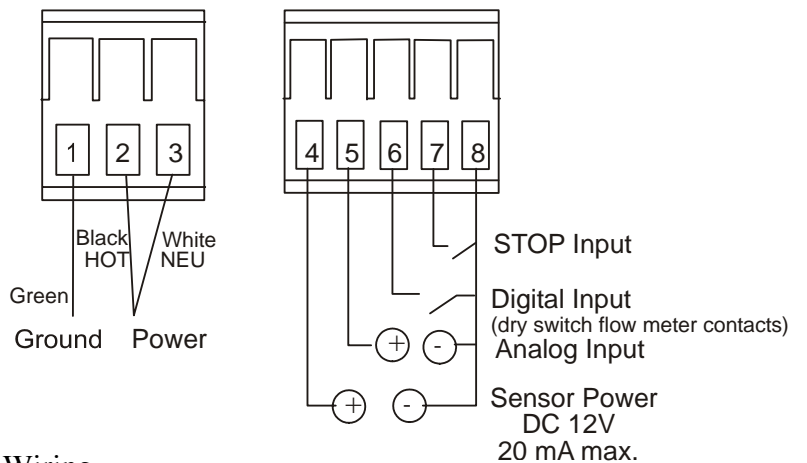 1 2 3
4 5 6 7 8
Black White
HOT NEU
Green
Ground Power
STOP Input
Digital Input
(dry switch flow meter contacts)
Analog Input
+ -
Sensor Power
+ -
DC 12V
20 mA max.